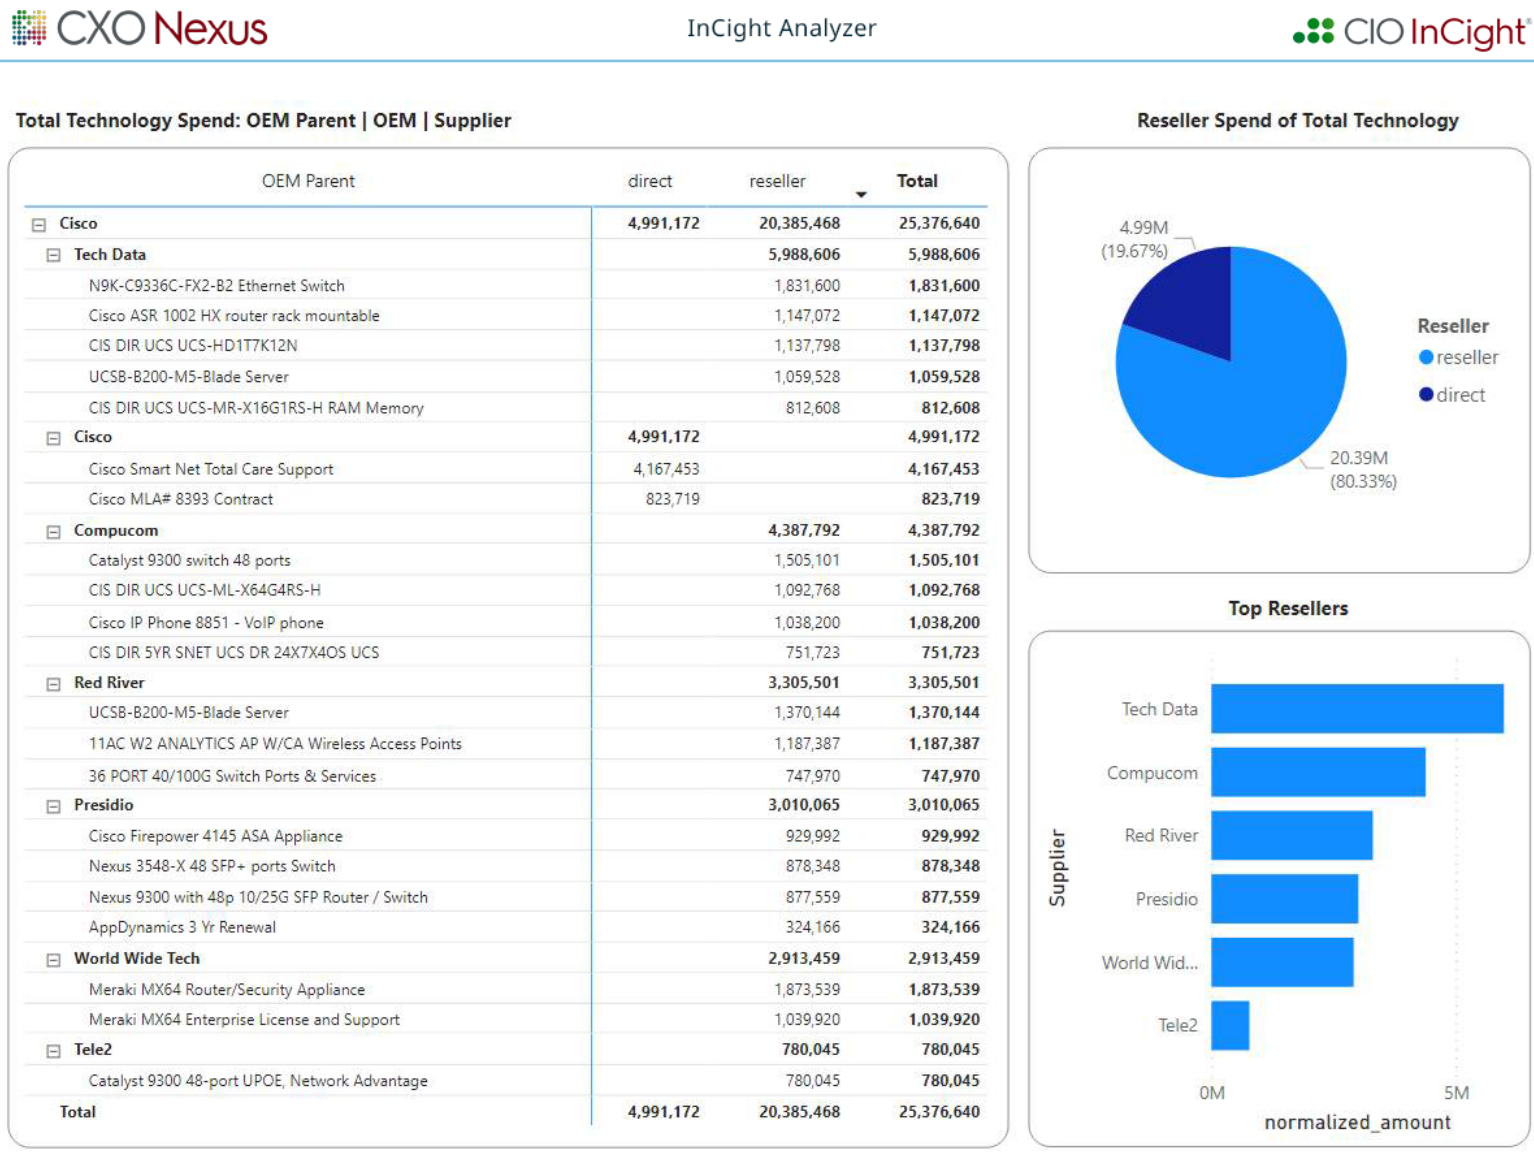 CXO Nexus
InCight Analyzer
CIO InCight®
Total Technology Spend: OEM Parent | OEM | Supplier
OEM Parent direct reseller Total
Cisco 4,991,172 20,385,468 25,376,640
Tech Data 5,988,606 5,988,606
N9K-C9336C-FX2-B2 Ethernet Switch 1,831,600 1,831,600
Cisco ASR 1002 HX router rack mountable 1,147,072 1,147,072
CIS DIR UCS UCS-HD1T7K12N 1,137,798 1,137,798
UCSB-B200-M5-Blade Server 1,059,528 1,059,528
CIS DIR UCS UCS-MR-X16G1RS-H RAM Memory 812,608 812,608
Cisco 4,991,172 4,991,172
Cisco Smart Net Total Care Support 4,167,453 4,167,453
Cisco MLA# 8393 Contract 823,719 823,719
Compucom 4,387,792 4,387,792
Catalyst 9300 switch 48 ports 1,505,101 1,505,101
CIS DIR UCS UCS-ML-X64G4RS-H 1,092,768 1,092,768
Cisco IP Phone 8851 - VoIP phone 1,038,200 1,038,200
CIS DIR 5YR SNET UCS DR 24X7X4OS UCS 751,723 751,723
Red River 3,305,501 3,305,501
UCSB-B200-M5-Blade Server 1,370,144 1,370,144
11AC W2 ANALYTICS AP W/CA Wireless Access Points 1,187,387 1,187,387
36 PORT 40/100G Switch Ports & Services 747,970 747,970
Presidio 3,010,065 3,010,065
Cisco Firepower 4145 ASA Appliance 929,992 929,992
Nexus 3548-X 48 SFP+ ports Switch 878,348 878,348
Nexus 9300 with 48p 10/25G SFP Router / Switch 877,559 877,559
AppDynamics 3 Yr Renewal 324,166 324,166
World Wide Tech 2,913,459 2,913,459
Meraki MX64 Router/Security Appliance 1,873,539 1,873,539
Meraki MX64 Enterprise License and Support 1,039,920 1,039,920
Tele2 780,045 780,045
Catalyst 9300 48-port UPOE, Network Advantage 780,045 780,045
Total 4,991,172 20,385,468 25,376,640
Reseller Spend of Total Technology
4.99M
(19.67%)
20.39M
(80.33%)
Reseller
reseller
direct
Top Resellers
Supplier
Tech Data
Compucom
Red River
Presidio
World Wid...
Tele2
0M 5M
normalized_amount